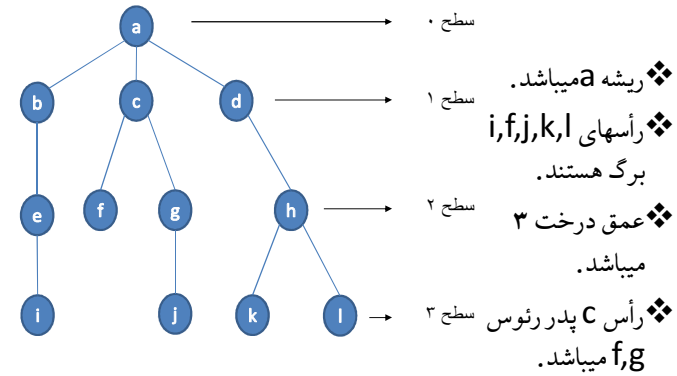 a
سطح ۰
b
c
d
سطح ۱
e
f
g
h
سطح ۲
i
j
k
l
سطح ۳
❖ریشه aمیباشد.
❖رأسهای i,f,j,k,l
برگ هستند.
❖عمق درخت ۳
میباشد.
❖رأس c پدر رئوس
f,g میباشد.